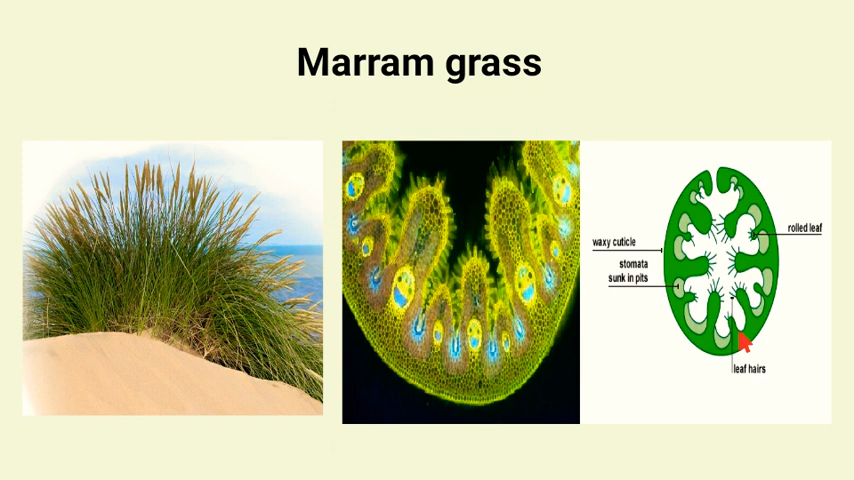 Marram grass
waxy cuticle
stomata
sunk in pits
rolled leaf
leaf hairs